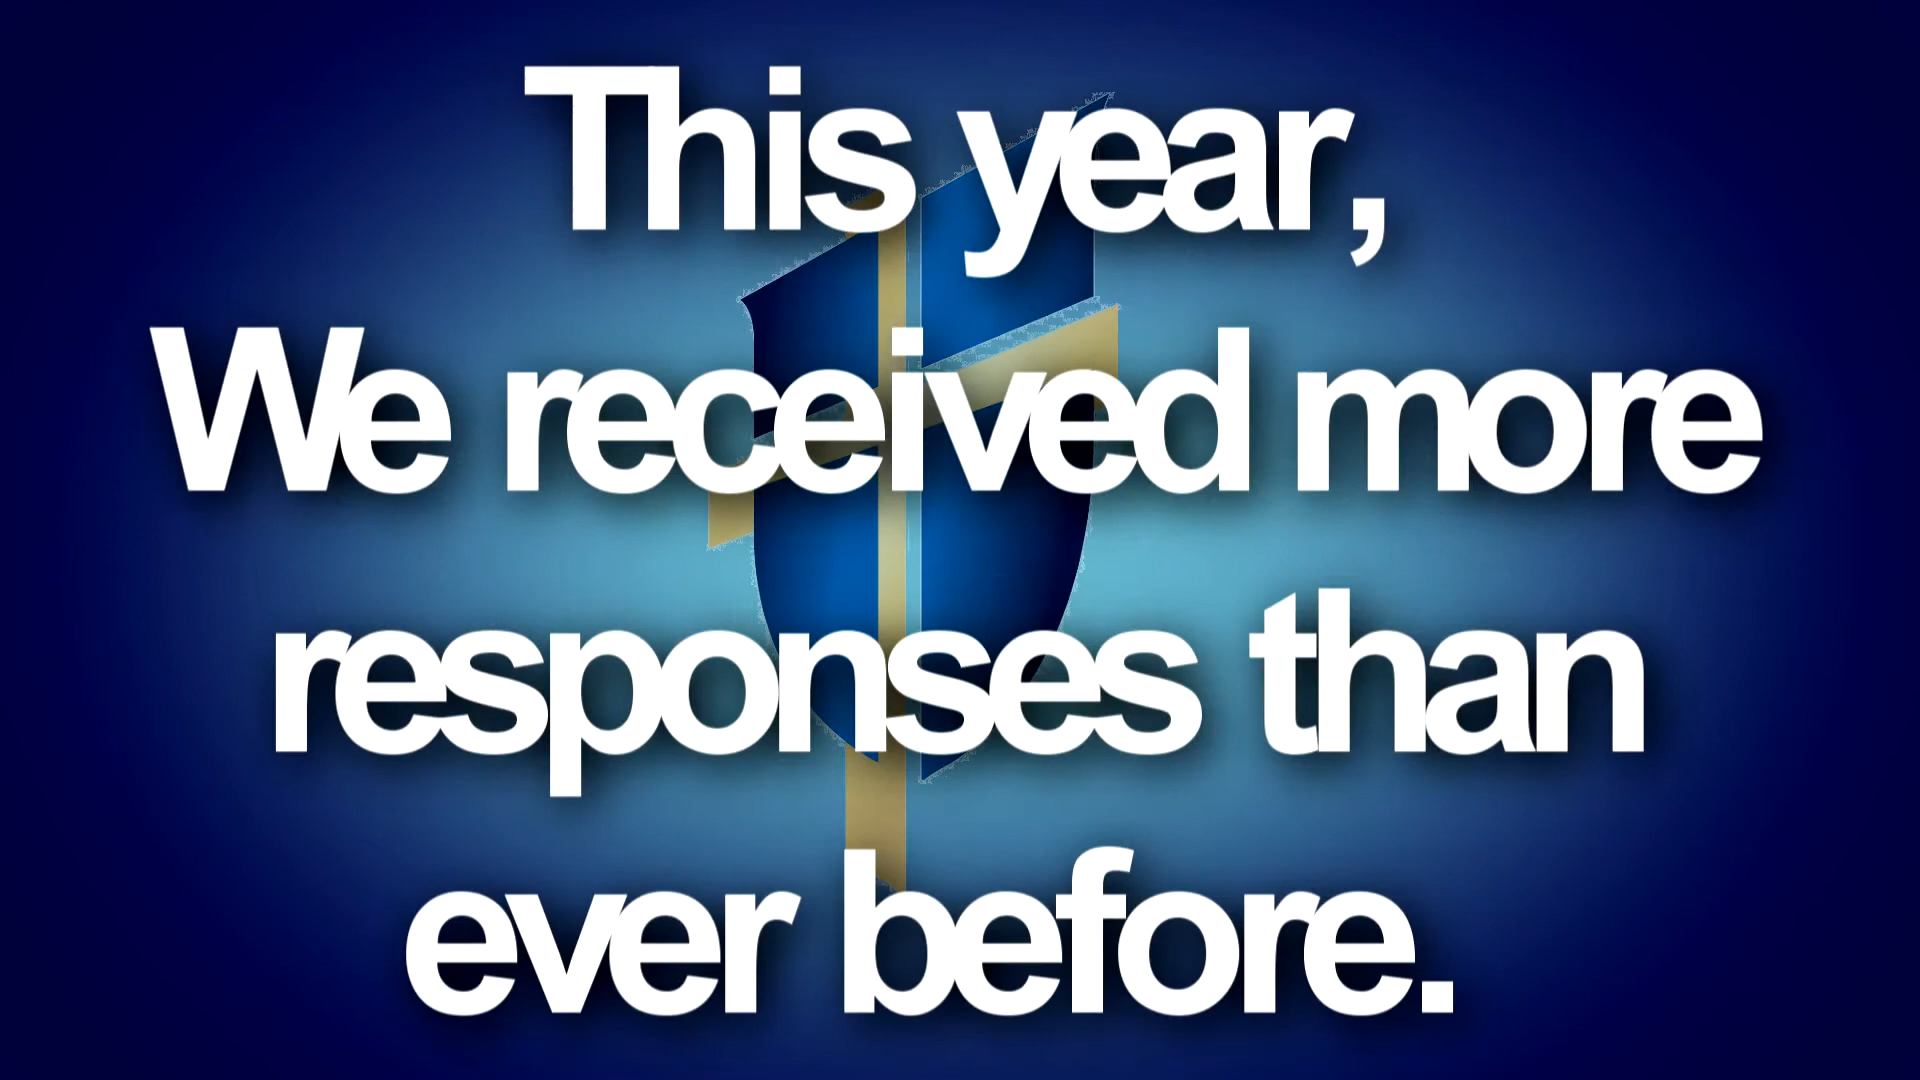 This year,
We received more
responses than
ever before.